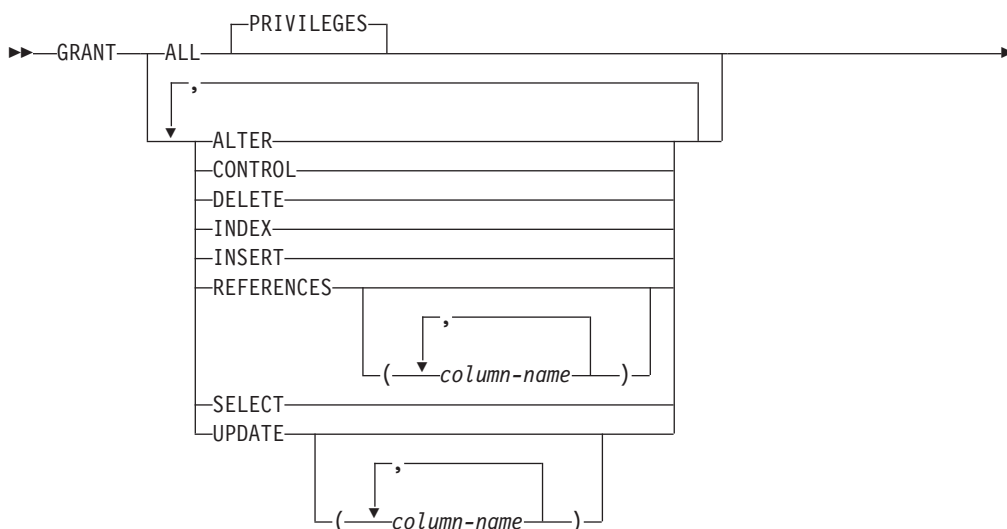 PRIVILEGES
GRANT ALL
,
ALTER
CONTROL
DELETE
INDEX
INSERT
REFERENCES
,
( column-name )
SELECT
UPDATE
,
( column-name )